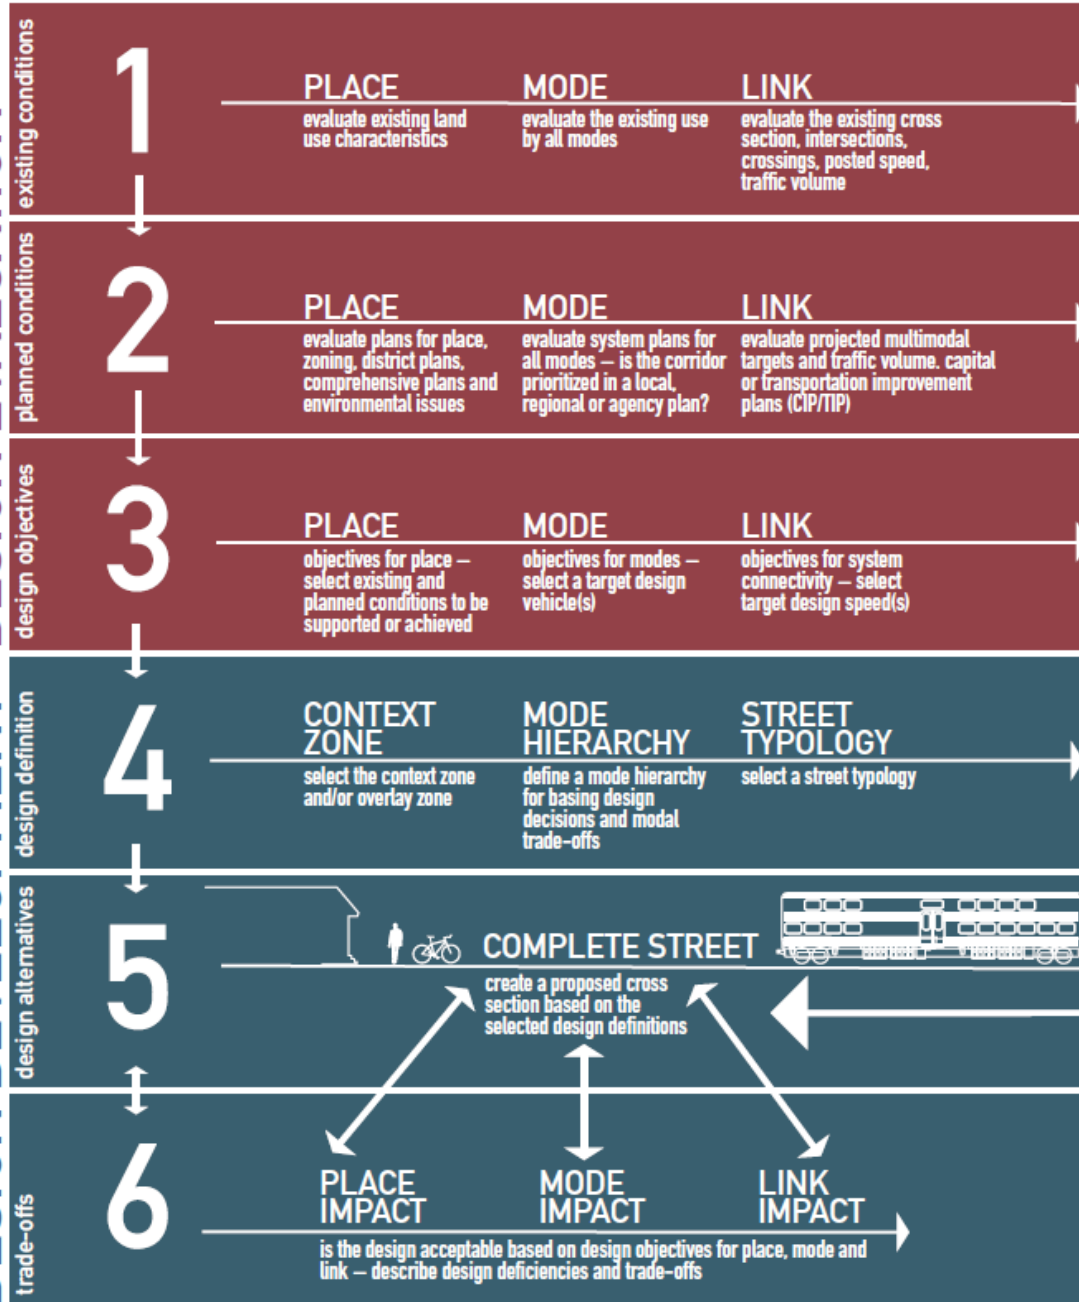 existing conditions
1
PLACE
evaluate existing land
use characteristics
MODE
evaluate the existing use
by all modes
LINK
evaluate the existing cross
section, intersections,
crossings, posted speed,
traffic volume
planned conditions
2
PLACE
evaluate plans for place,
zoning, district plans,
comprehensive plans and
environmental issues
MODE
evaluate system plans for
all modes – is the corridor
prioritized in a local,
regional or agency plan?
LINK
evaluate projected multimodal
targets and traffic volume. capital
or transportation improvement
plans (CIP/TIP)
design objectives
3
PLACE
objectives for place –
select existing and
planned conditions to be
supported or achieved
MODE
objectives for modes –
select a target design
vehicle(s)
LINK
objectives for system
connectivity – select
target design speed(s)
design definition
4
CONTEXT
ZONE
select the context zone
and/or overlay zone
MODE
HIERARCHY
define a mode hierarchy
for basing design
decisions and modal
trade-offs
STREET
TYPOLOGY
select a street typology
design alternatives
5
COMPLETE STREET
create a proposed cross
section based on the
selected design definitions
trade-offs
6
PLACE
IMPACT
MODE
IMPACT
LINK
IMPACT
is the design acceptable based on design objectives for place, mode and
link – describe design deficiencies and trade-offs